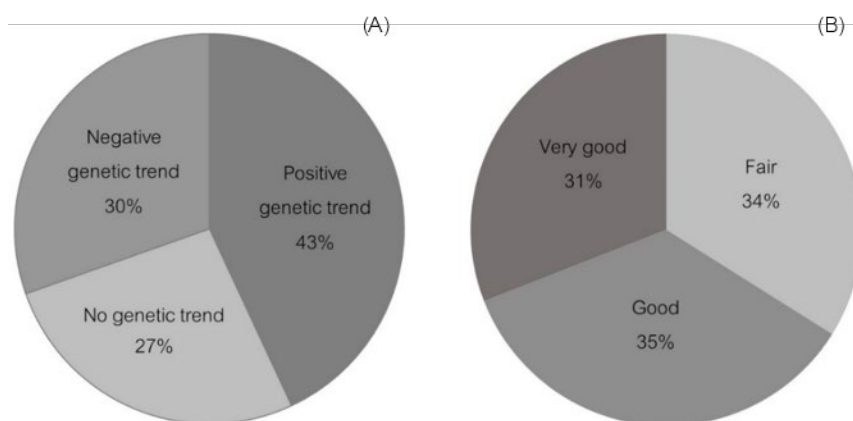 (A)
Negative
genetic trend
30%
Positive
genetic trend
43%
No genetic trend
27%
(B)
Very good
31%
Fair
34%
Good
35%